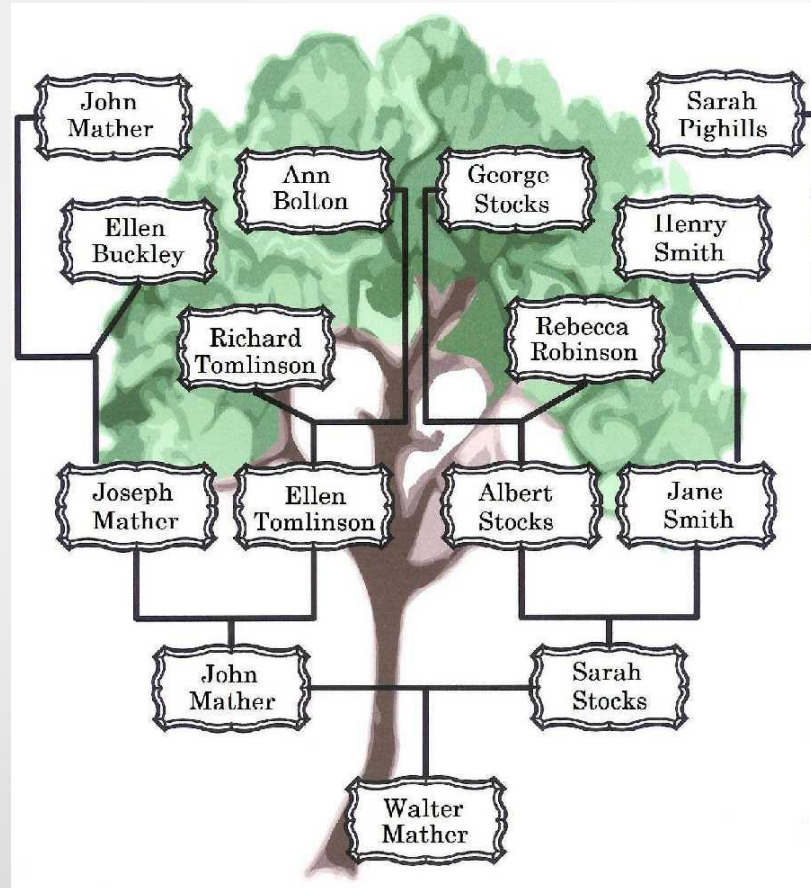 John
Mather
Sarah
Pighills
Ann
Bolton
George
Stocks
Ellen
Buckley
Henry
Smith
Richard
Tomlinson
Rebecca
Robinson
Joseph
Mather
Ellen
Tomlinson
Albert
Stocks
Jane
Smith
John
Mather
Sarah
Stocks
Walter
Mather